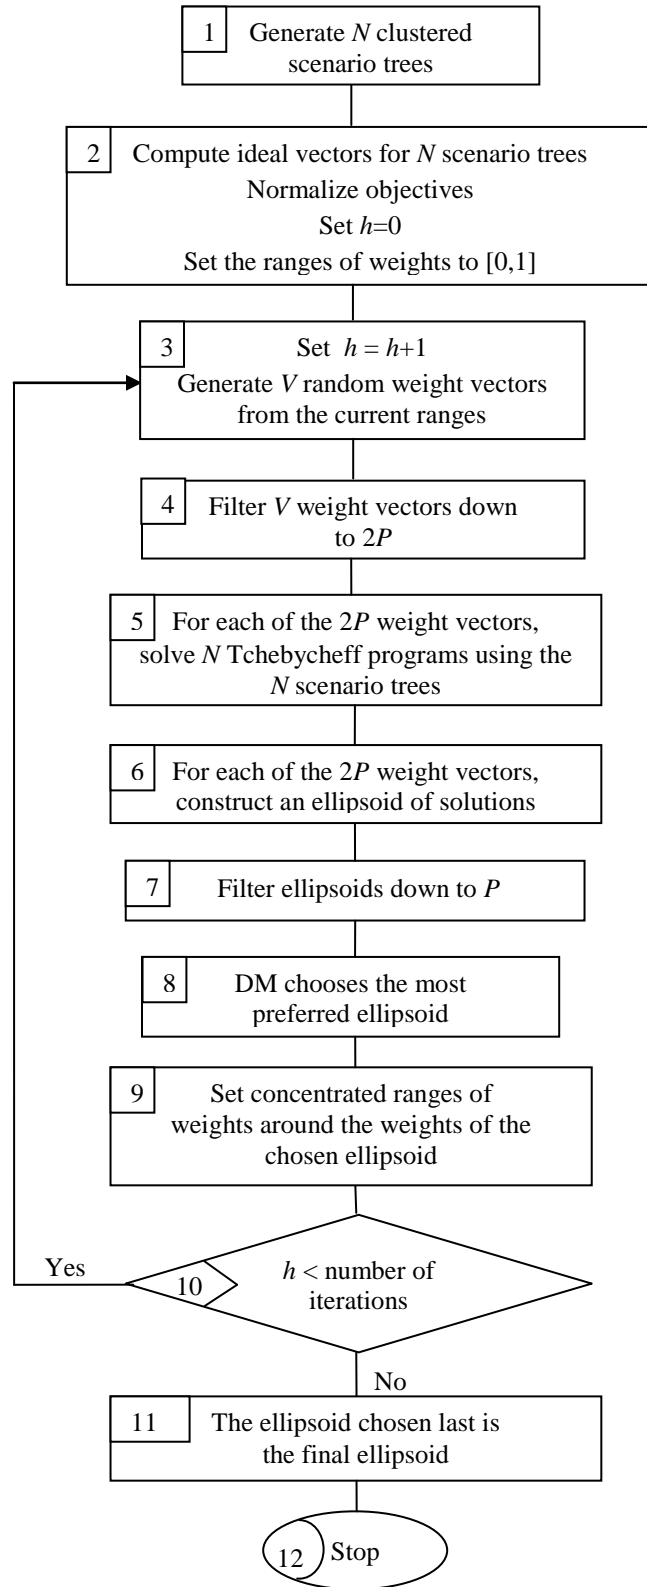 1 Generate N clustered
scenario trees
2 Compute ideal vectors for N scenario trees
Normalize objectives
Set h=0
Set the ranges of weights to [0,1]
3 Set h = h+1
Generate V random weight vectors
from the current ranges
4 Filter V weight vectors down
to 2P
5 For each of the 2P weight vectors,
solve N Tchebycheff programs using the
N scenario trees
6 For each of the 2P weight vectors,
construct an ellipsoid of solutions
7 Filter ellipsoids down to P
8 DM chooses the most
preferred ellipsoid
9 Set concentrated ranges of
weights around the weights of the
chosen ellipsoid
Yes
10 h < number of
iterations
No
11 The ellipsoid chosen last is
the final ellipsoid
12 Stop